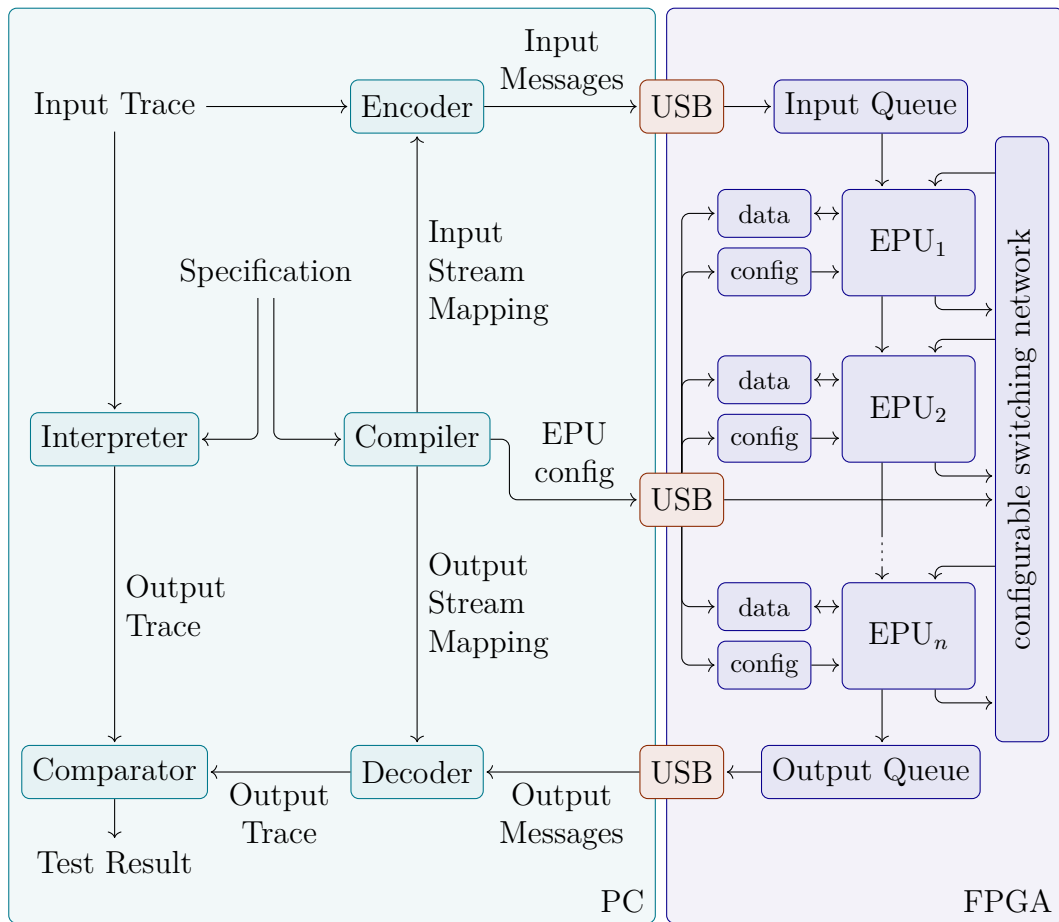 Input
Messages
Input Trace
Encoder
USB
Input Queue
Input
Stream
Mapping
Specification
data
config
EPU₁
data
config
EPU₂
configurable switching network
Interpreter
Compiler
EPU
config
USB
Output
Trace
Output
Stream
Mapping
data
config
EPUₙ
Comparator
Decoder
USB
Output Queue
Output
Trace
Output
Messages
Test Result
PC
FPGA